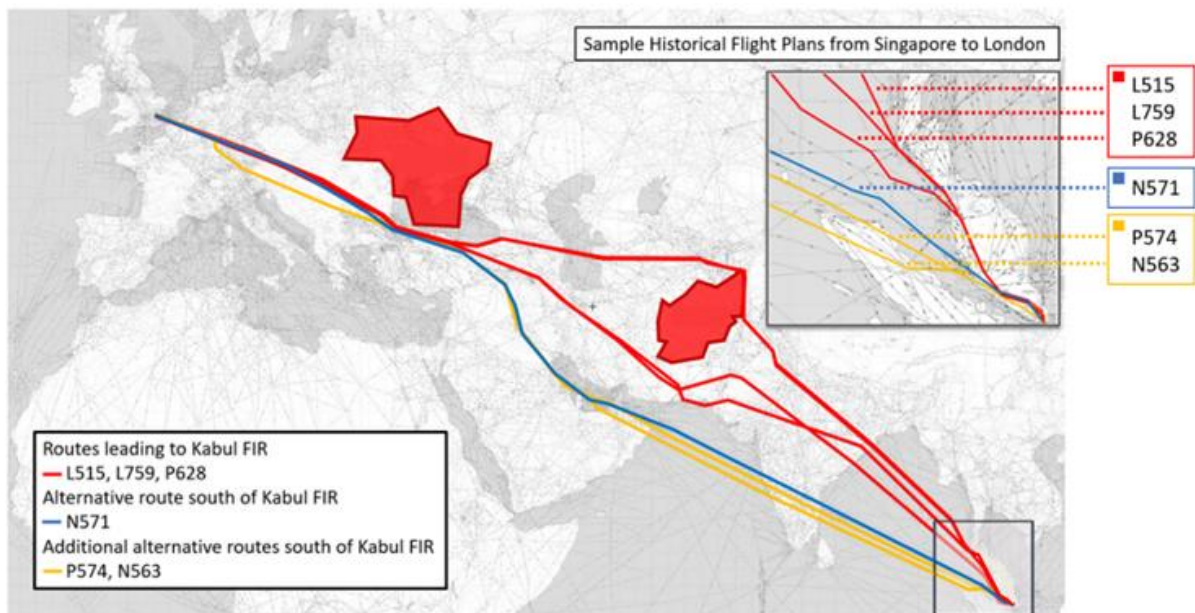 Sample Historical Flight Plans from Singapore to London
L515
L759
P628
N571
P574
N563
Routes leading to Kabul FIR
L515, L759, P628
Alternative route south of Kabul FIR
N571
Additional alternative routes south of Kabul FIR
P574, N563